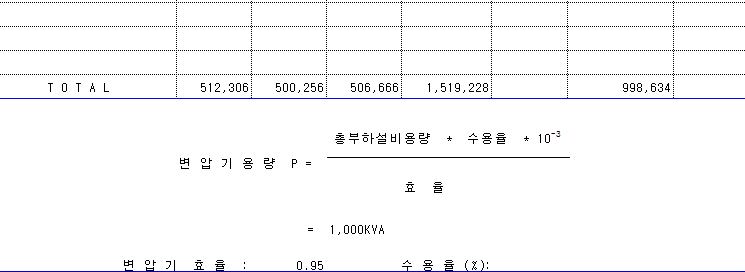 T O T A L 512,306 500,256 506,666 1,519,228 998,634
총부하설비용량 * 수용율 * 10⁻³
변 압 기 용 량 P =
효 율
= 1,000KVA
변 압 기 효 율 : 0.95 수 용 율 (%):